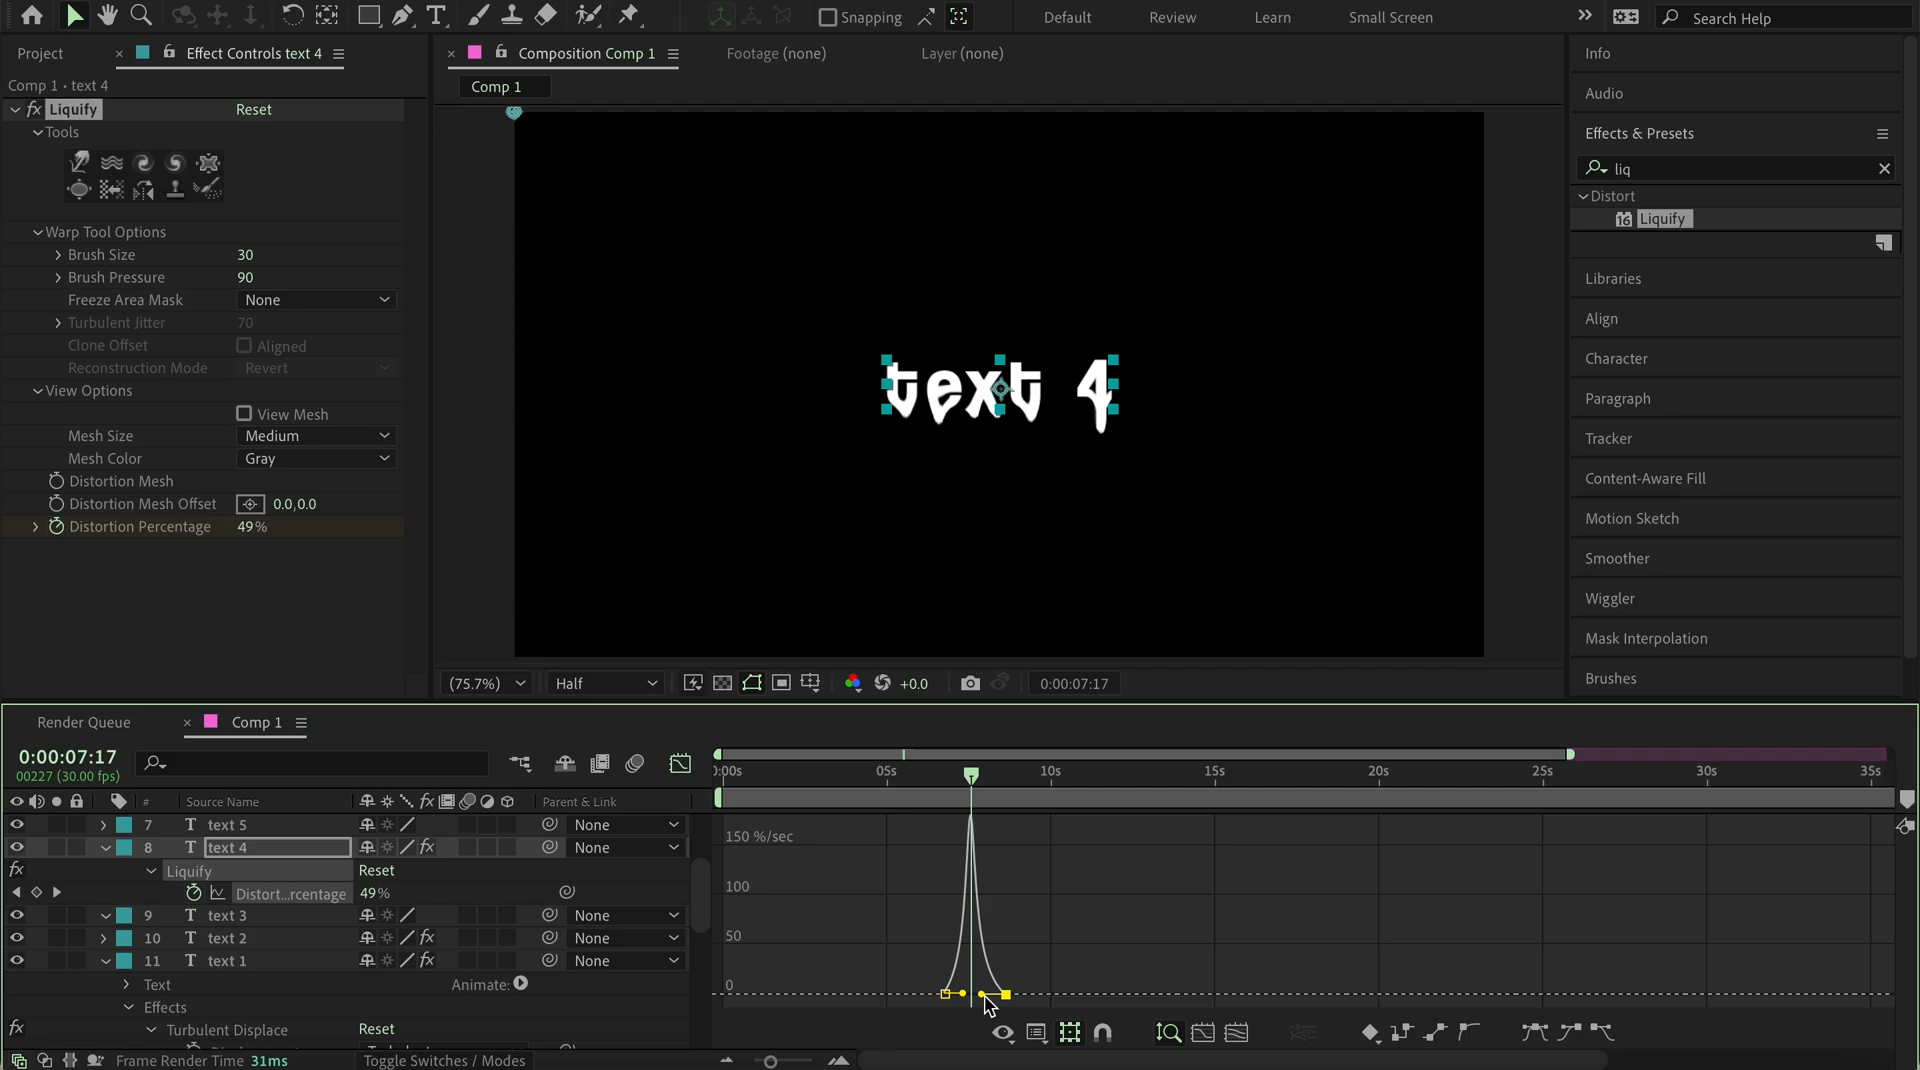 Snapping
Default
Review
Learn
Small Screen
Search Help
Project
Effect Controls text 4
Composition Comp 1
Footage (none)
Layer (none)
Info
Comp 1 • text 4
Comp 1
Audio
fx Liquify Reset
Tools
Effects & Presets
liq
Distort
Liquify
Warp Tool Options
Brush Size 30
Brush Pressure 90
Freeze Area Mask None
Turbulent Jitter 70
Clone Offset Aligned
Reconstruction Mode Revert
View Options
View Mesh
Mesh Size Medium
Mesh Color Gray
Distortion Mesh
Distortion Mesh Offset 0.0,0.0
Distortion Percentage 49%
text 4
Libraries
Align
Character
Paragraph
Tracker
Content-Aware Fill
Motion Sketch
Smoother
Wiggler
Mask Interpolation
Brushes
(75.7%)
Half
+0.0
0:00:07:17
Render Queue
Comp 1
0:00:07:17
00227 (30.00 fps)
# Source Name fx Parent & Link
7 T text 5 None
8 T text 4 fx None
fx Liquify Reset
Distort...rcentage 49%
9 T text 3 None
10 T text 2 fx None
11 T text 1 fx None
Text Animate:
Effects
fx Turbulent Displace Reset
Frame Render Time 31ms
Toggle Switches / Modes
0:00s 05s 10s 15s 20s 25s 30s 35s
150 %/sec
100
50
0